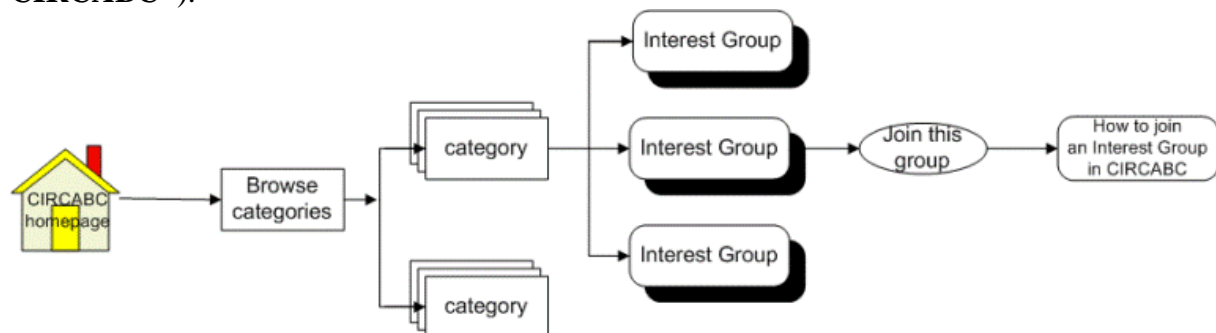 CIRCABC ).
Interest Group
category
Interest Group
Join this
group
How to join
an Interest Group
in CIRCABC
CIRCABC
homepage
Browse
categories
Interest Group
category